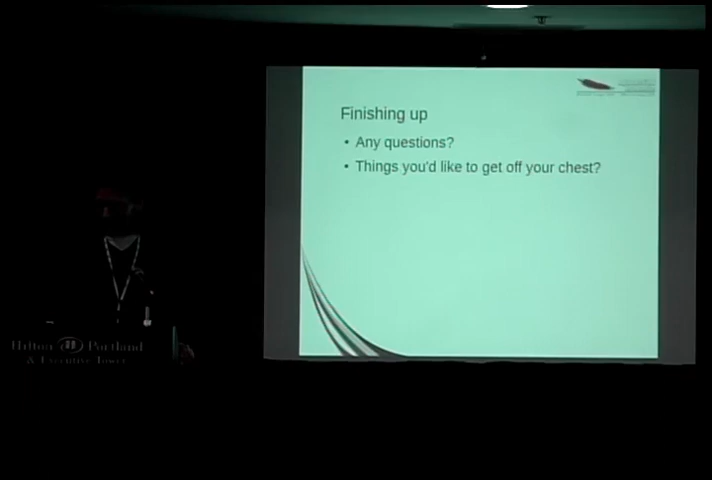 Finishing up
• Any questions?
• Things you'd like to get off your chest?
Hilton Portland
& Executive Tower